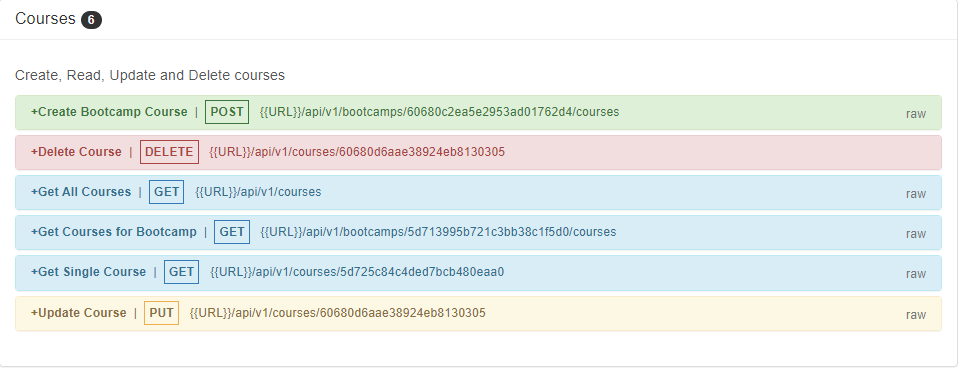 Courses 6
Create, Read, Update and Delete courses
+Create Bootcamp Course | POST {{URL}}/api/v1/bootcamps/60680c2ea5e2953ad01762d4/courses raw
+Delete Course | DELETE {{URL}}/api/v1/courses/60680d6aae38924eb8130305
+Get All Courses | GET {{URL}}/api/v1/courses raw
+Get Courses for Bootcamp | GET {{URL}}/api/v1/bootcamps/5d713995b721c3bb38c1f5d0/courses raw
+Get Single Course | GET {{URL}}/api/v1/courses/5d725c84c4ded7bcb480eaa0 raw
+Update Course | PUT {{URL}}/api/v1/courses/60680d6aae38924eb8130305 raw